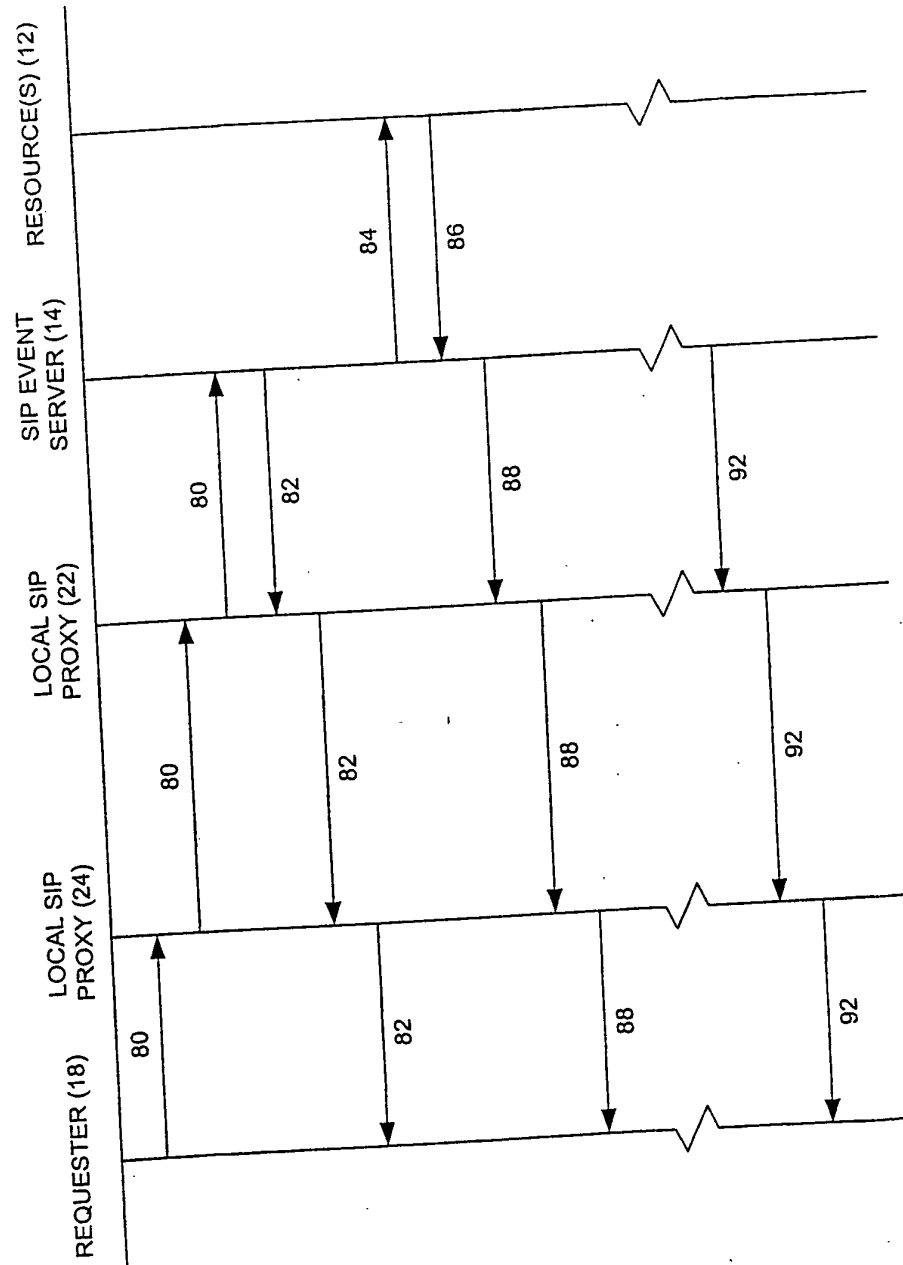 REQUESTER (18)
LOCAL SIP
PROXY (24)
LOCAL SIP
PROXY (22)
SIP EVENT
SERVER (14)
RESOURCE(S) (12)
80
80
80
82
82
82
84
86
88
88
88
92
92
92